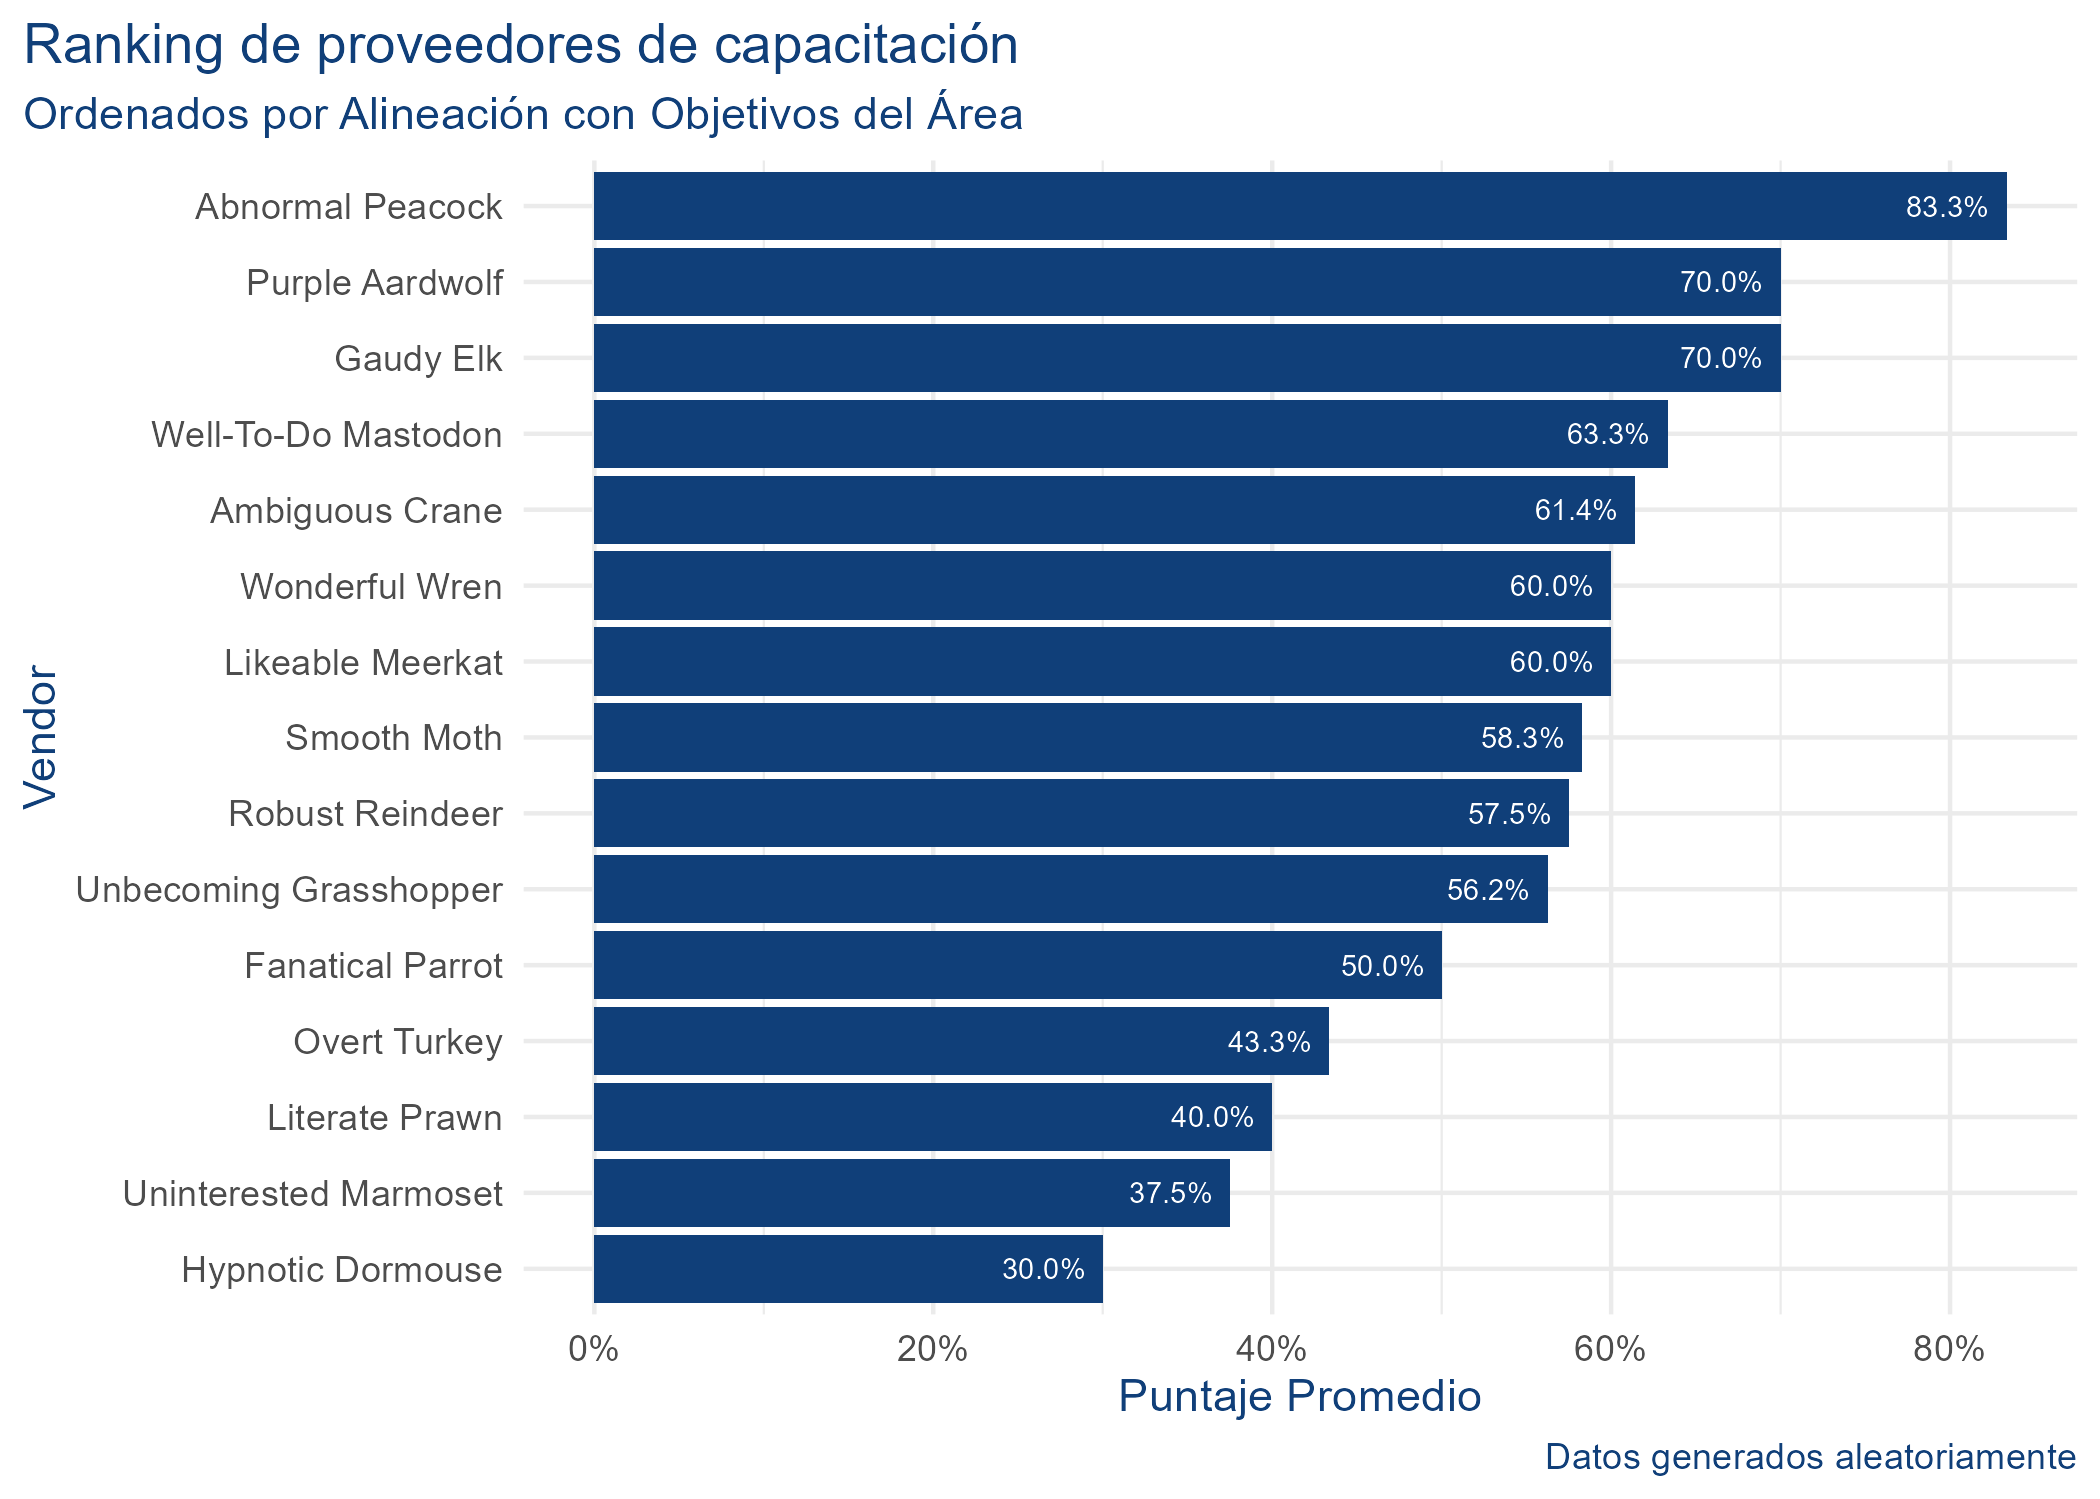 Ranking de proveedores de capacitación
Ordenados por Alineación con Objetivos del Área
Vendor
Abnormal Peacock 83.3%
Purple Aardwolf 70.0%
Gaudy Elk 70.0%
Well-To-Do Mastodon 63.3%
Ambiguous Crane 61.4%
Wonderful Wren 60.0%
Likeable Meerkat 60.0%
Smooth Moth 58.3%
Robust Reindeer 57.5%
Unbecoming Grasshopper 56.2%
Fanatical Parrot 50.0%
Overt Turkey 43.3%
Literate Prawn 40.0%
Uninterested Marmoset 37.5%
Hypnotic Dormouse 30.0%
0% 20% 40% 60% 80%
Puntaje Promedio
Datos generados aleatoriamente